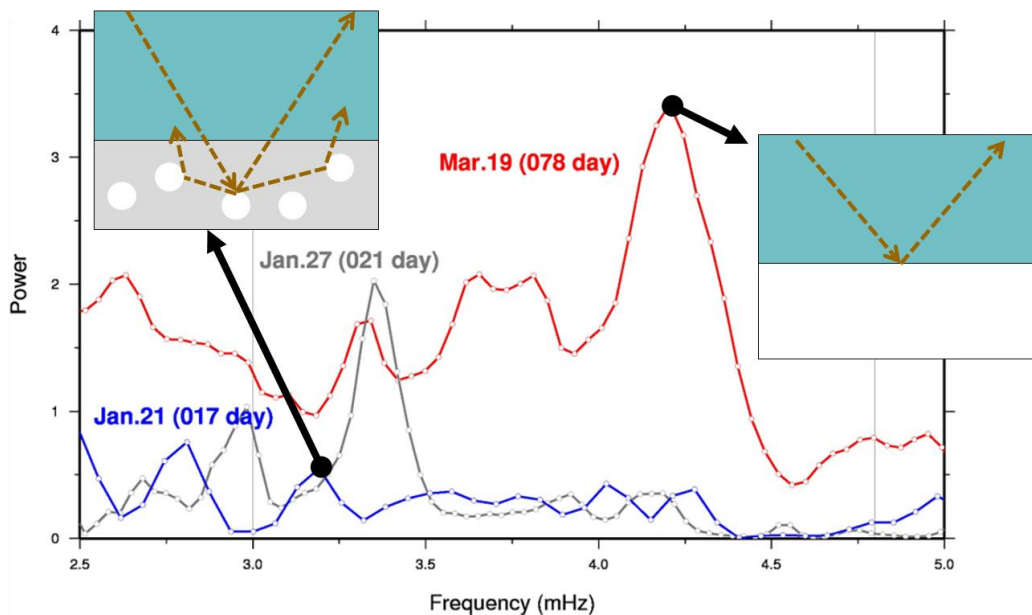 4
3
2
1
0
Power
Mar.19 (078 day)
Jan.27 (021 day)
Jan.21 (017 day)
2.5 3.0 3.5 4.0 4.5 5.0
Frequency (mHz)